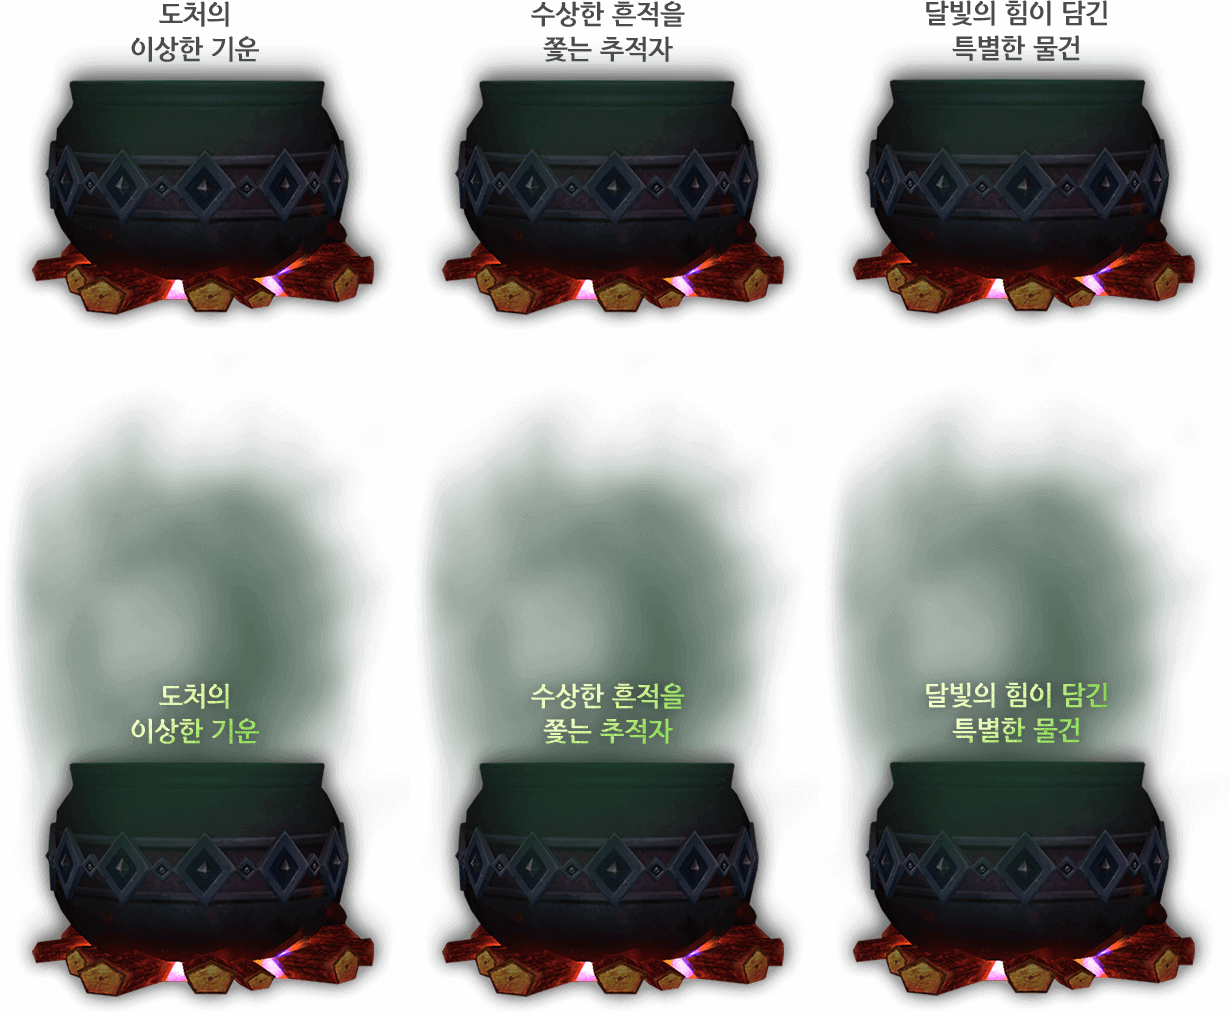 도처의
이상한 기운
수상한 흔적을
쫓는 추적자
달빛의 힘이 담긴
특별한 물건
도처의
이상한 기운
수상한 흔적을
쫓는 추적자
달빛의 힘이 담긴
특별한 물건